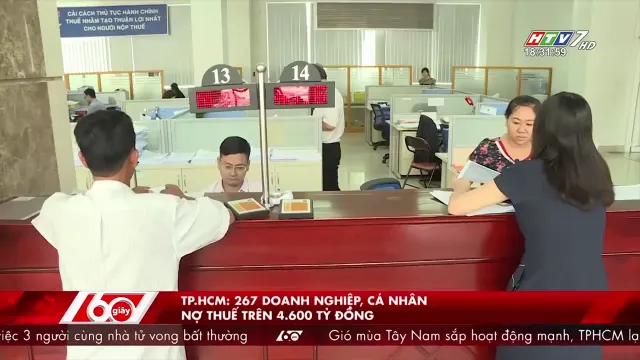 CẢI CÁCH THỦ TỤC HÀNH CHÍNH
THUẾ NHẰM TẠO THUẬN LỢI NHẤT
CHO NGƯỜI NỘP THUẾ
HTV7 HD
18:31:59
13
14
60 giây
TP.HCM: 267 DOANH NGHIỆP, CÁ NHÂN
NỢ THUẾ TRÊN 4.600 TỶ ĐỒNG
việc 3 người cùng nhà tử vong bất thường
Gió mùa Tây Nam sắp hoạt động mạnh, TPHCM lạ